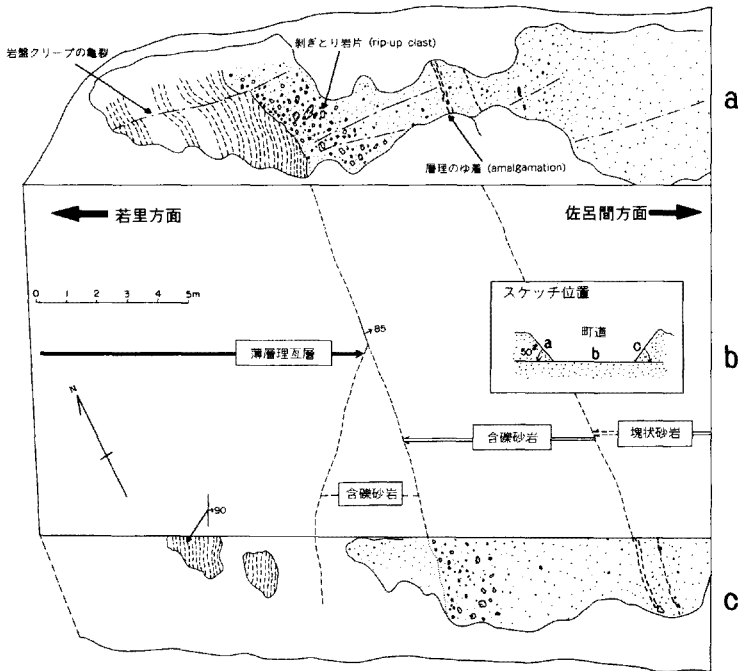 岩盤クリープの亀裂
剝ぎとり岩片 (rip-up clast)
a
層理のゆ着 (amalgamation)
若里方面
佐呂間方面
0 1 2 3 4 5m
スケッチ位置
町道
50°
a
b
c
85
薄層理互層
b
N
含礫砂岩
塊状砂岩
含礫砂岩
90
c